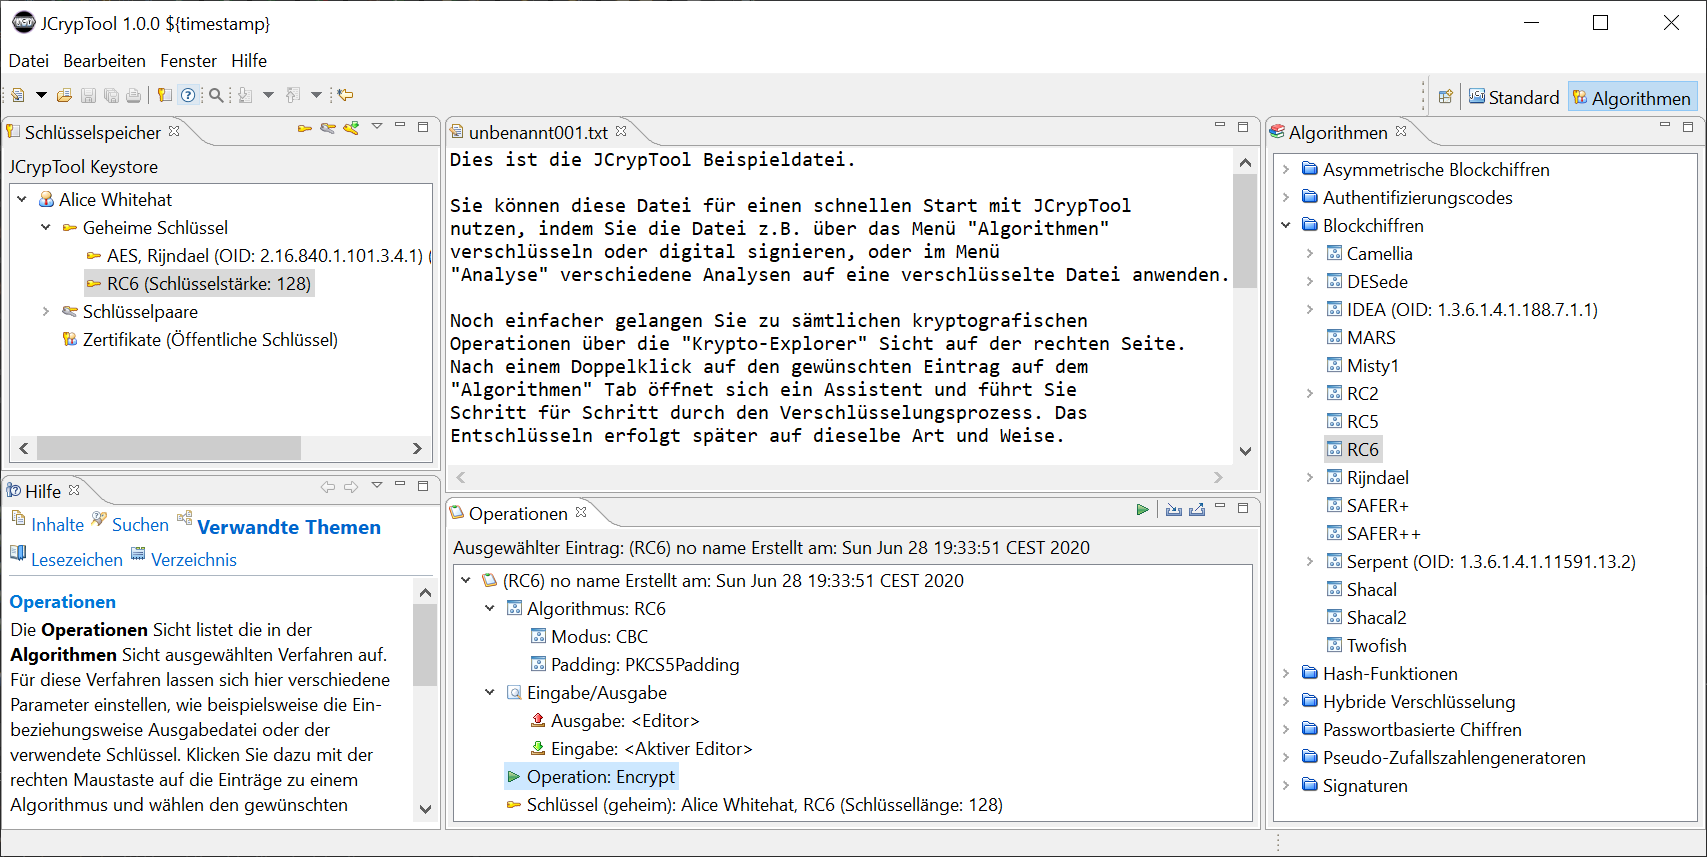 JCrypTool 1.0.0 ${timestamp}
Datei Bearbeiten Fenster Hilfe
Standard Algorithmen
Schlüsselspeicher
JCrypTool Keystore
Alice Whitehat
Geheime Schlüssel
AES, Rijndael (OID: 2.16.840.1.101.3.4.1) (
RC6 (Schlüsselstärke: 128)
Schlüsselpaare
Zertifikate (Öffentliche Schlüssel)
Hilfe
Inhalte Suchen Verwandte Themen
Lesezeichen Verzeichnis
Operationen
Die Operationen Sicht listet die in der
Algorithmen Sicht ausgewählten Verfahren auf.
Für diese Verfahren lassen sich hier verschiedene
Parameter einstellen, wie beispielsweise die Ein-
beziehungsweise Ausgabedatei oder der
verwendete Schlüssel. Klicken Sie dazu mit der
rechten Maustaste auf die Einträge zu einem
Algorithmus und wählen den gewünschten
unbenannt001.txt
Dies ist die JCrypTool Beispieldatei.
Sie können diese Datei für einen schnellen Start mit JCrypTool
nutzen, indem Sie die Datei z.B. über das Menü "Algorithmen"
verschlüsseln oder digital signieren, oder im Menü
"Analyse" verschiedene Analysen auf eine verschlüsselte Datei anwenden.
Noch einfacher gelangen Sie zu sämtlichen kryptografischen
Operationen über die "Krypto-Explorer" Sicht auf der rechten Seite.
Nach einem Doppelklick auf den gewünschten Eintrag auf dem
"Algorithmen" Tab öffnet sich ein Assistent und führt Sie
Schritt für Schritt durch den Verschlüsselungsprozess. Das
Entschlüsseln erfolgt später auf dieselbe Art und Weise.
Operationen
Ausgewählter Eintrag: (RC6) no name Erstellt am: Sun Jun 28 19:33:51 CEST 2020
(RC6) no name Erstellt am: Sun Jun 28 19:33:51 CEST 2020
Algorithmus: RC6
Modus: CBC
Padding: PKCS5Padding
Eingabe/Ausgabe
Ausgabe: <Editor>
Eingabe: <Aktiver Editor>
Operation: Encrypt
Schlüssel (geheim): Alice Whitehat, RC6 (Schlüssellänge: 128)
Algorithmen
Asymmetrische Blockchiffren
Authentifizierungscodes
Blockchiffren
Camellia
DESede
IDEA (OID: 1.3.6.1.4.1.188.7.1.1)
MARS
Misty1
RC2
RC5
RC6
Rijndael
SAFER+
SAFER++
Serpent (OID: 1.3.6.1.4.1.11591.13.2)
Shacal
Shacal2
Twofish
Hash-Funktionen
Hybride Verschlüsselung
Passwortbasierte Chiffren
Pseudo-Zufallszahlengeneratoren
Signaturen